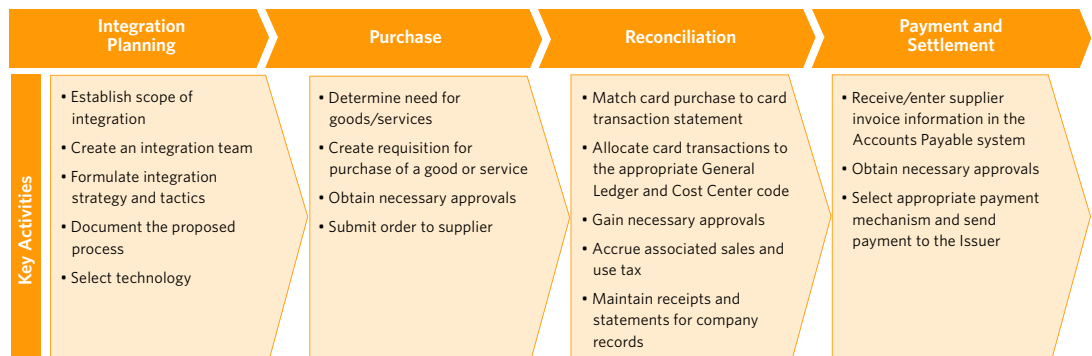 Integration
Planning
Purchase
Reconciliation
Payment and
Settlement
Key Activities
• Establish scope of
integration
• Create an integration team
• Formulate integration
strategy and tactics
• Document the proposed
process
• Select technology
• Determine need for
goods/services
• Create requisition for
purchase of a good or service
• Obtain necessary approvals
• Submit order to supplier
• Match card purchase to card
transaction statement
• Allocate card transactions to
the appropriate General
Ledger and Cost Center code
• Gain necessary approvals
• Accrue associated sales and
use tax
• Maintain receipts and
statements for company
records
• Receive/enter supplier
invoice information in the
Accounts Payable system
• Obtain necessary approvals
• Select appropriate payment
mechanism and send
payment to the Issuer